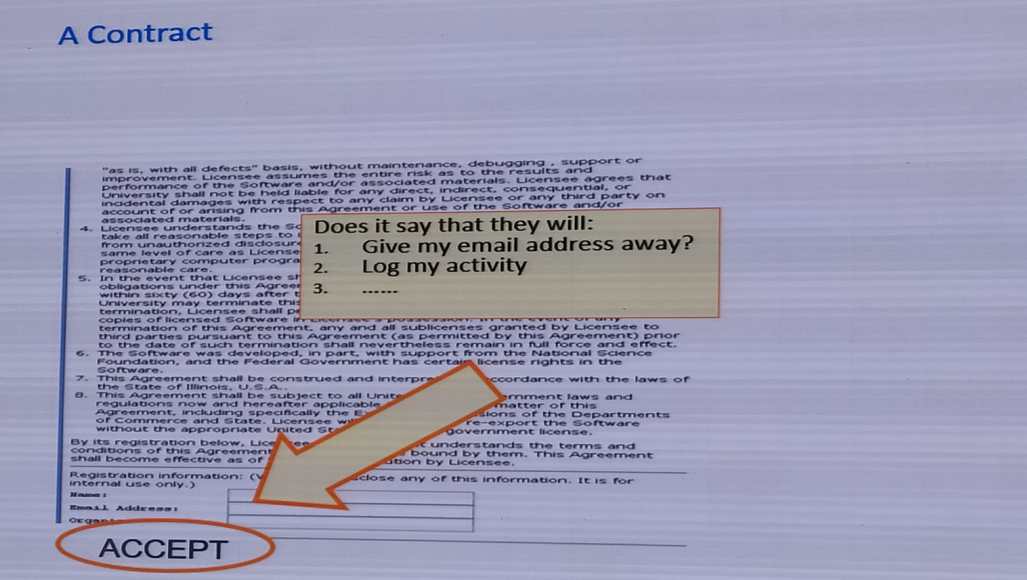 A Contract
"as is, with all defects" basis, without maintenance, debugging , support or
improvement. Licensee assumes the entire risk as to the results and
performance of the Software and/or associated materials. Licensee agrees that
University shall not be held liable for any direct, indirect, consequential, or
incidental damages with respect to any claim by Licensee or any third party on
account of or arising from this Agreement or use of the Software and/or
associated materials.
4. Licensee understands the
take all reasonable steps to
from unauthorized
same level of care as
proprietary computer
reasonable care.
5. In the event that Licensee
obligations under this
within sixty (60) days after
University may terminate
termination, Licensee shall
copies of licensed Software
termination of this Agreement, any and all sublicenses granted by Licensee to
third parties pursuant to this Agreement (as permitted by this Agreement) prior
to the date of such termination shall nevertheless remain in full force and effect.
6. The Software was developed, in part, with support from the National Science
Foundation, and the Federal Government has certain license rights in the
Software.
7. This Agreement shall be construed and accordance with the laws of
the State of Illinois, U.S.A..
8. This Agreement shall be subject to all laws and
regulations now and hereafter matter of this
Agreement, including specifically the of the Departments
of Commerce and State. Licensee re-export the Software
without the appropriate United government license.
By its registration below, understands the terms and
conditions of this Agreement bound by them. This Agreement
shall become effective as of by Licensee.
Registration information: any of this information. It is for
internal use only.)
Name:
Email Address:
Does it say that they will:
1. Give my email address away?
2. Log my activity
3. ......
ACCEPT